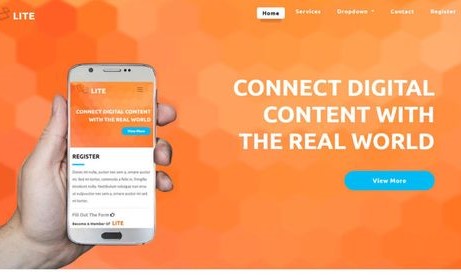 LITE
Home
Services
Dropdown
Contact
Register
CONNECT DIGITAL
CONTENT WITH
THE REAL WORLD
View More
LITE
CONNECT DIGITAL CONTENT
WITH THE REAL WORLD
View More
REGISTER
Fill Out The Form
Become a Member Of LITE